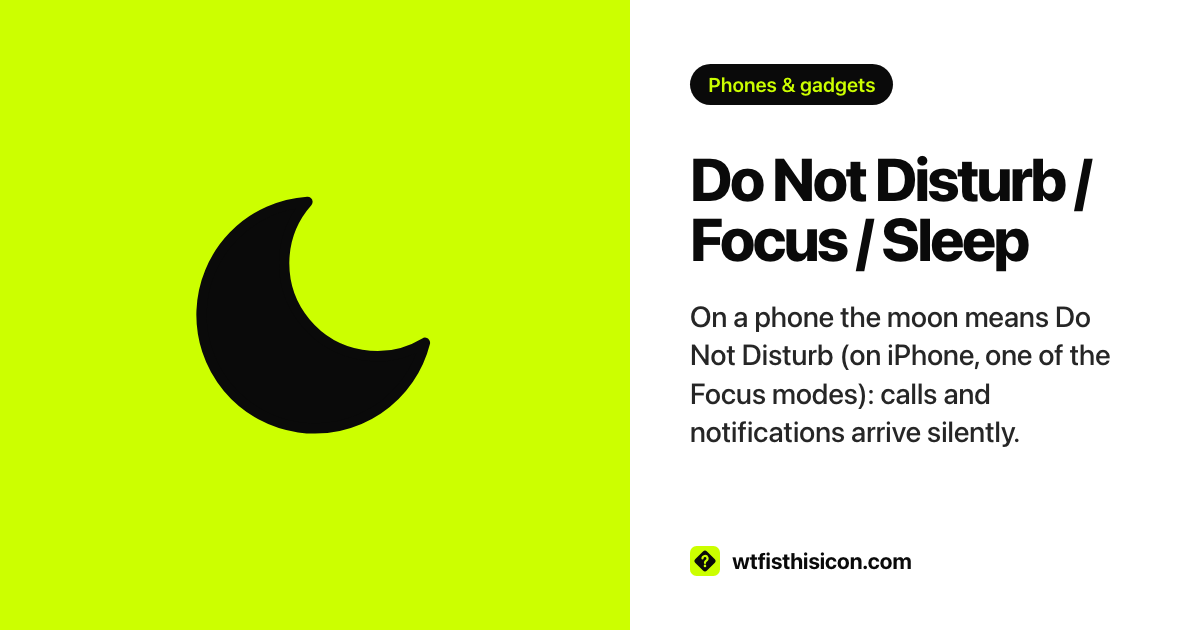 Phones & gadgets
Do Not Disturb /
Focus / Sleep
On a phone the moon means Do
Not Disturb (on iPhone, one of the
Focus modes): calls and
notifications arrive silently.
?
wtfisthisicon.com